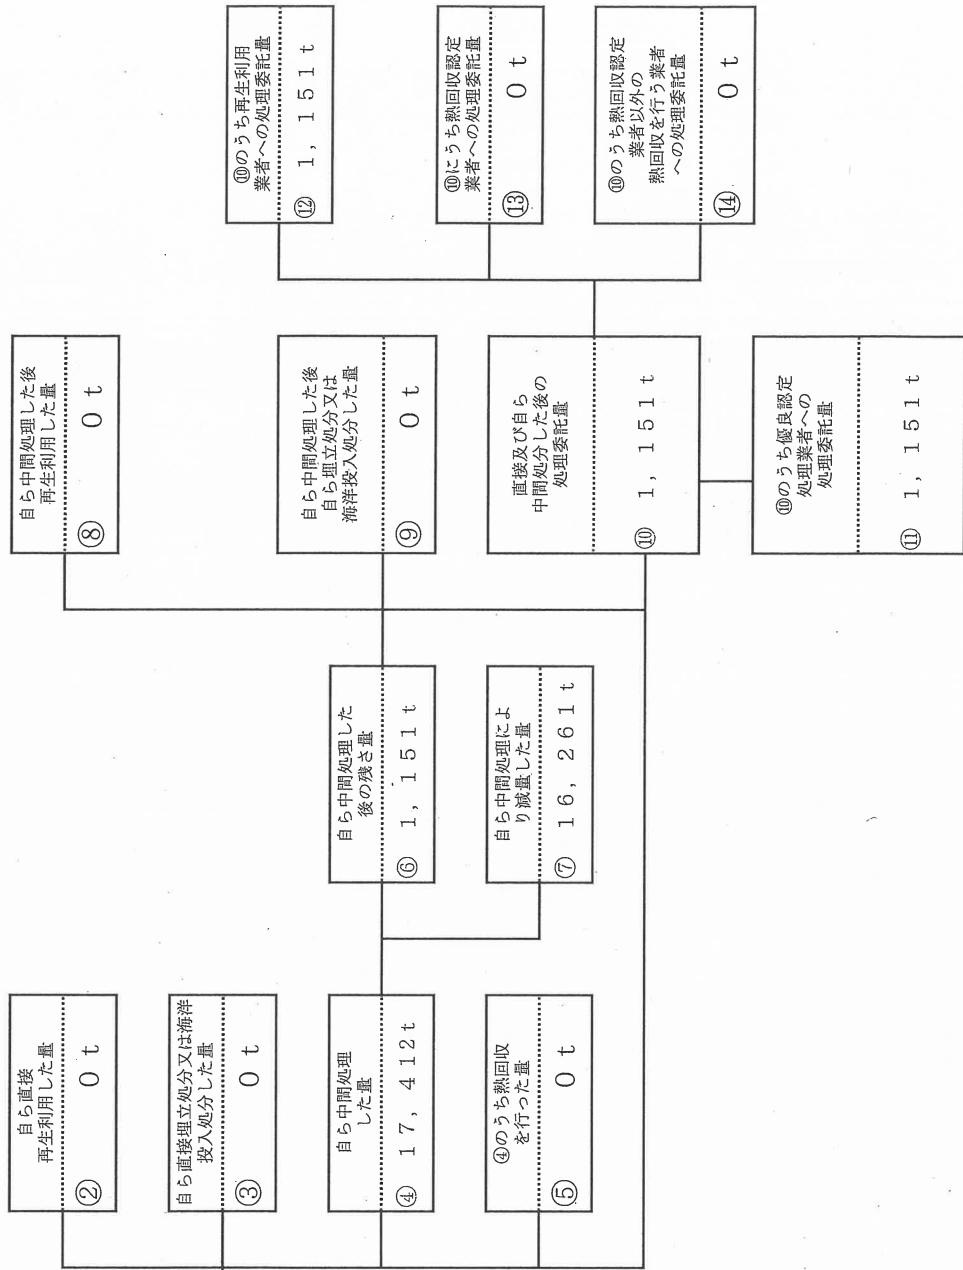 自ら直接
再生利用した量
② 0 t
自ら直接埋立処分又は海洋
投入処分した量
③ 0 t
自ら中間処理
した量
④ 17,412t
④のうち熱回収
を行った量
⑤ 0 t
自ら中間処理した
後の残さ量
⑥ 1,151t
自ら中間処理によ
り減量した量
⑦ 16,261t
自ら中間処理した後
再生利用した量
⑧ 0 t
自ら中間処理した後
自ら埋立処分又は
海洋投入処分した量
⑨ 0 t
直接及び自ら
中間処分した後の
処理委託量
⑩ 1,151t
⑩のうち優良認定
処理業者への
処理委託量
⑪ 1,151t
⑩のうち再生利用
業者への処理委託量
⑫ 1,151t
⑩にうち熱回収認定
業者への処理委託量
⑬ 0 t
⑩のうち熱回収認定
業者以外の
熱回収を行う業者
への処理委託量
⑭ 0 t